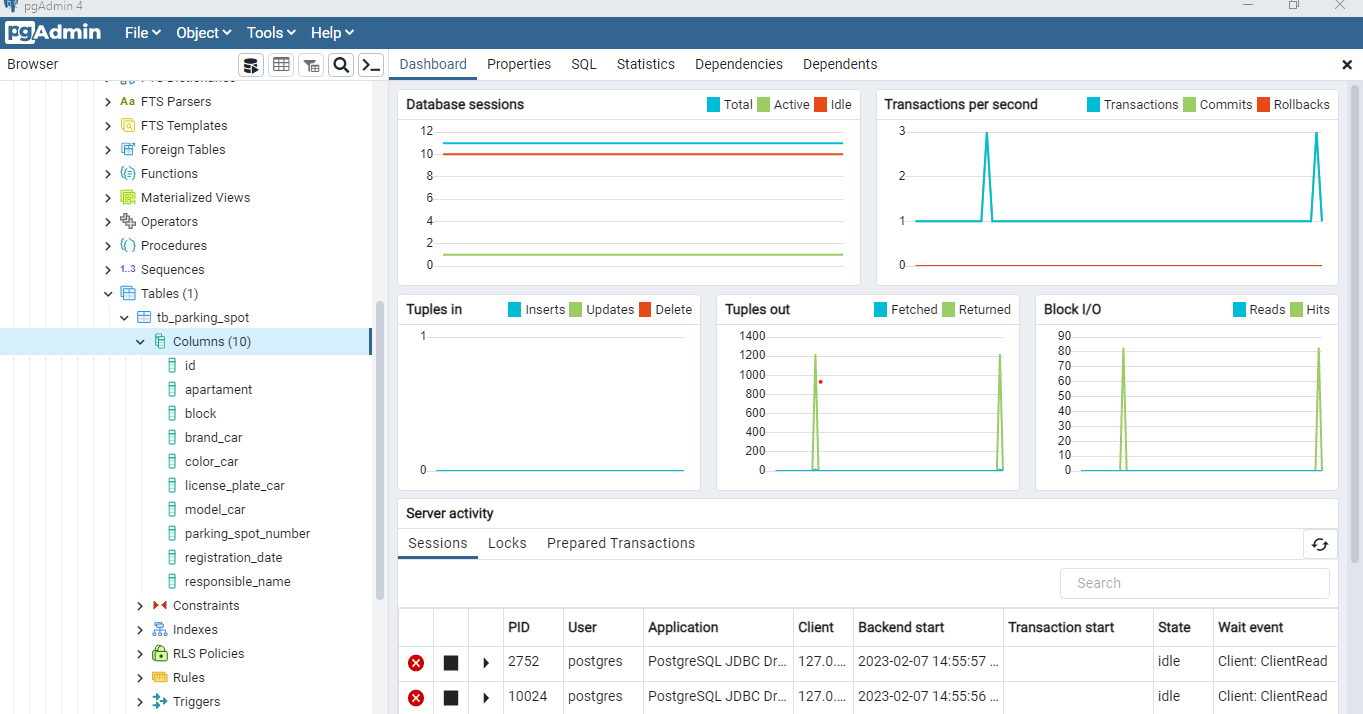 pgAdmin 4
pgAdmin File Object Tools Help
Browser
Dashboard Properties SQL Statistics Dependencies Dependents
Aa FTS Parsers
FTS Templates
Foreign Tables
Functions
Materialized Views
Operators
Procedures
1..3 Sequences
Tables (1)
tb_parking_spot
Columns (10)
id
apartament
block
brand_car
color_car
license_plate_car
model_car
parking_spot_number
registration_date
responsible_name
Constraints
Indexes
RLS Policies
Rules
Triggers
Database sessions Total Active Idle
12
10
8
6
4
2
0
Transactions per second Transactions Commits Rollbacks
3
2
1
0
Tuples in Inserts Updates Delete
1
0
Tuples out Fetched Returned
1400
1200
1000
800
600
400
200
0
Block I/O Reads Hits
90
80
70
60
50
40
30
20
10
0
Server activity
Sessions Locks Prepared Transactions
Search
PID User Application Client Backend start Transaction start State Wait event
2752 postgres PostgreSQL JDBC Dr... 127.0.... 2023-02-07 14:55:57 ... idle Client: ClientRead
10024 postgres PostgreSQL JDBC Dr... 127.0.... 2023-02-07 14:55:56 ... idle Client: ClientRead